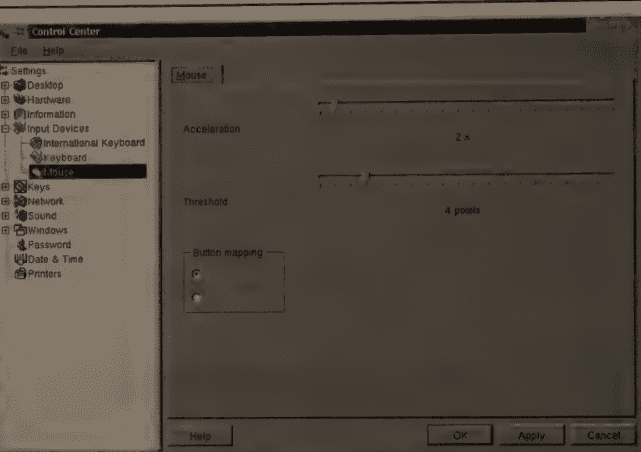 Control Center
File Help
Settings
Desktop
Hardware
Information
Input Devices
International Keyboard
Keyboard
Mouse
Keys
Network
Sound
Windows
Password
Date & Time
Printers
Mouse
Acceleration
2 x
Threshold
4 pixels
Button mapping
Help OK Apply Cancel